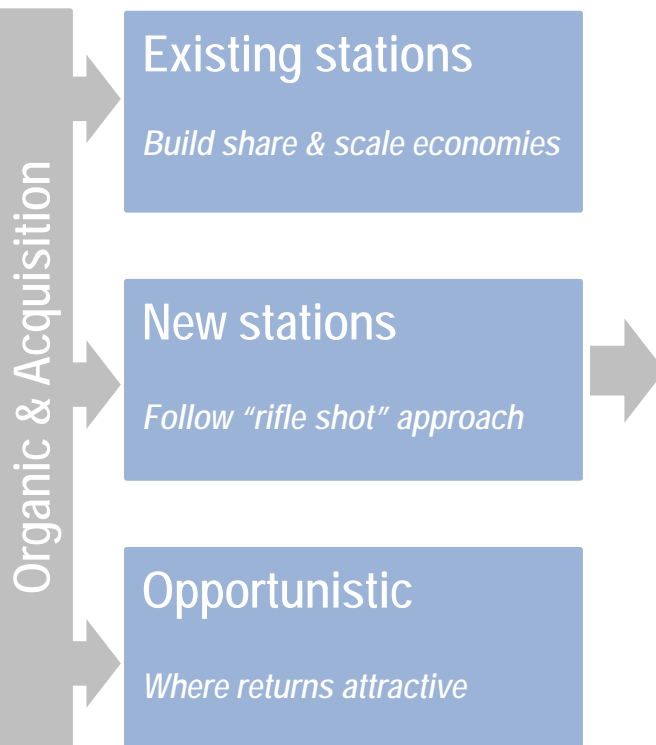 Organic & Acquisition
Existing stations
Build share & scale economies
New stations
Follow “rifle shot” approach
Opportunistic
Where returns attractive